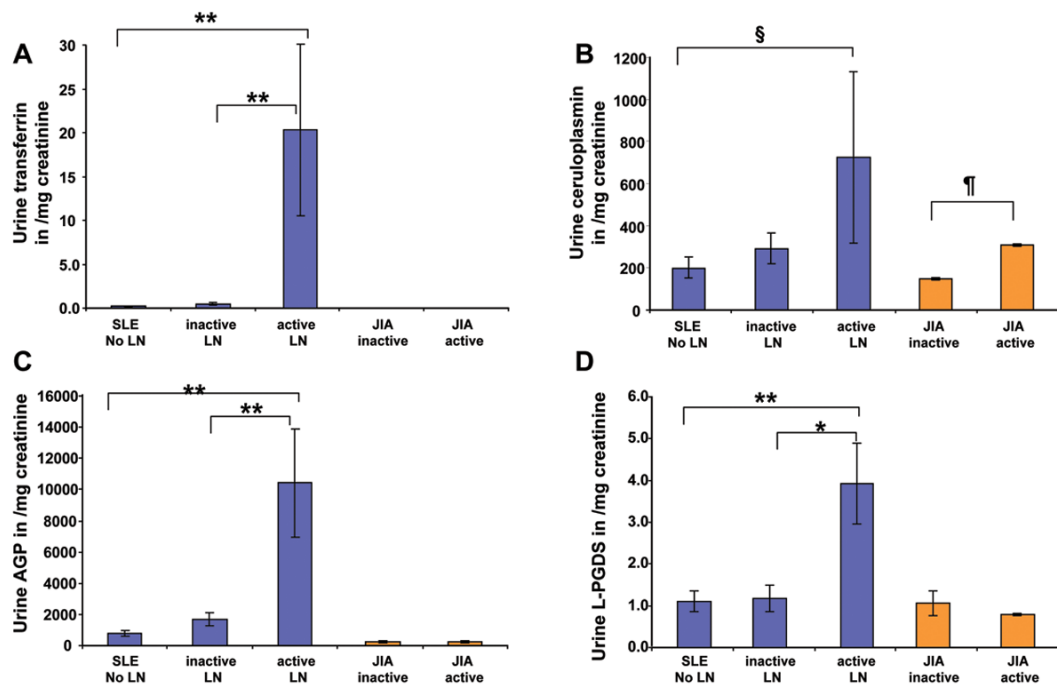 A
**
**
Urine transferrin
in /mg creatinine
30
25
20
15
10
5.0
0.0
SLE
No LN
inactive
LN
active
LN
JIA
inactive
JIA
active
B
§
¶
Urine ceruloplasmin
in /mg creatinine
1200
1000
800
600
400
200
0
SLE
No LN
inactive
LN
active
LN
JIA
inactive
JIA
active
C
**
**
Urine AGP in /mg creatinine
16000
14000
12000
10000
8000
6000
4000
2000
0
SLE
No LN
inactive
LN
active
LN
JIA
inactive
JIA
active
D
**
*
Urine L-PGDS in /mg creatinine
6.0
5.0
4.0
3.0
2.0
1.0
0.0
SLE
No LN
inactive
LN
active
LN
JIA
inactive
JIA
active